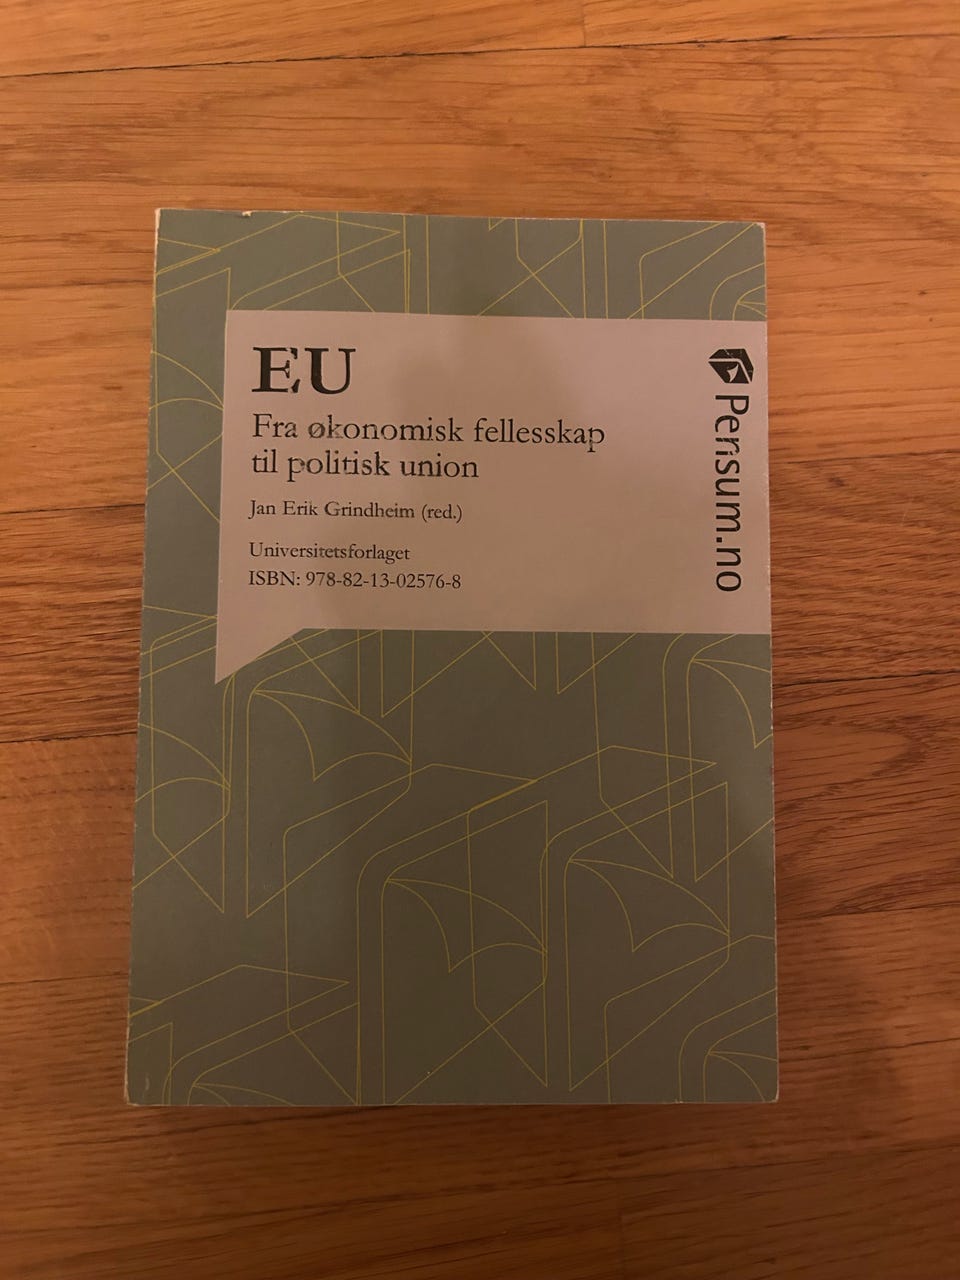 EU
Fra økonomisk fellesskap
til politisk union
Jan Erik Grindheim (red.)
Universitetsforlaget
ISBN: 978-82-13-02576-8
Pensum.no